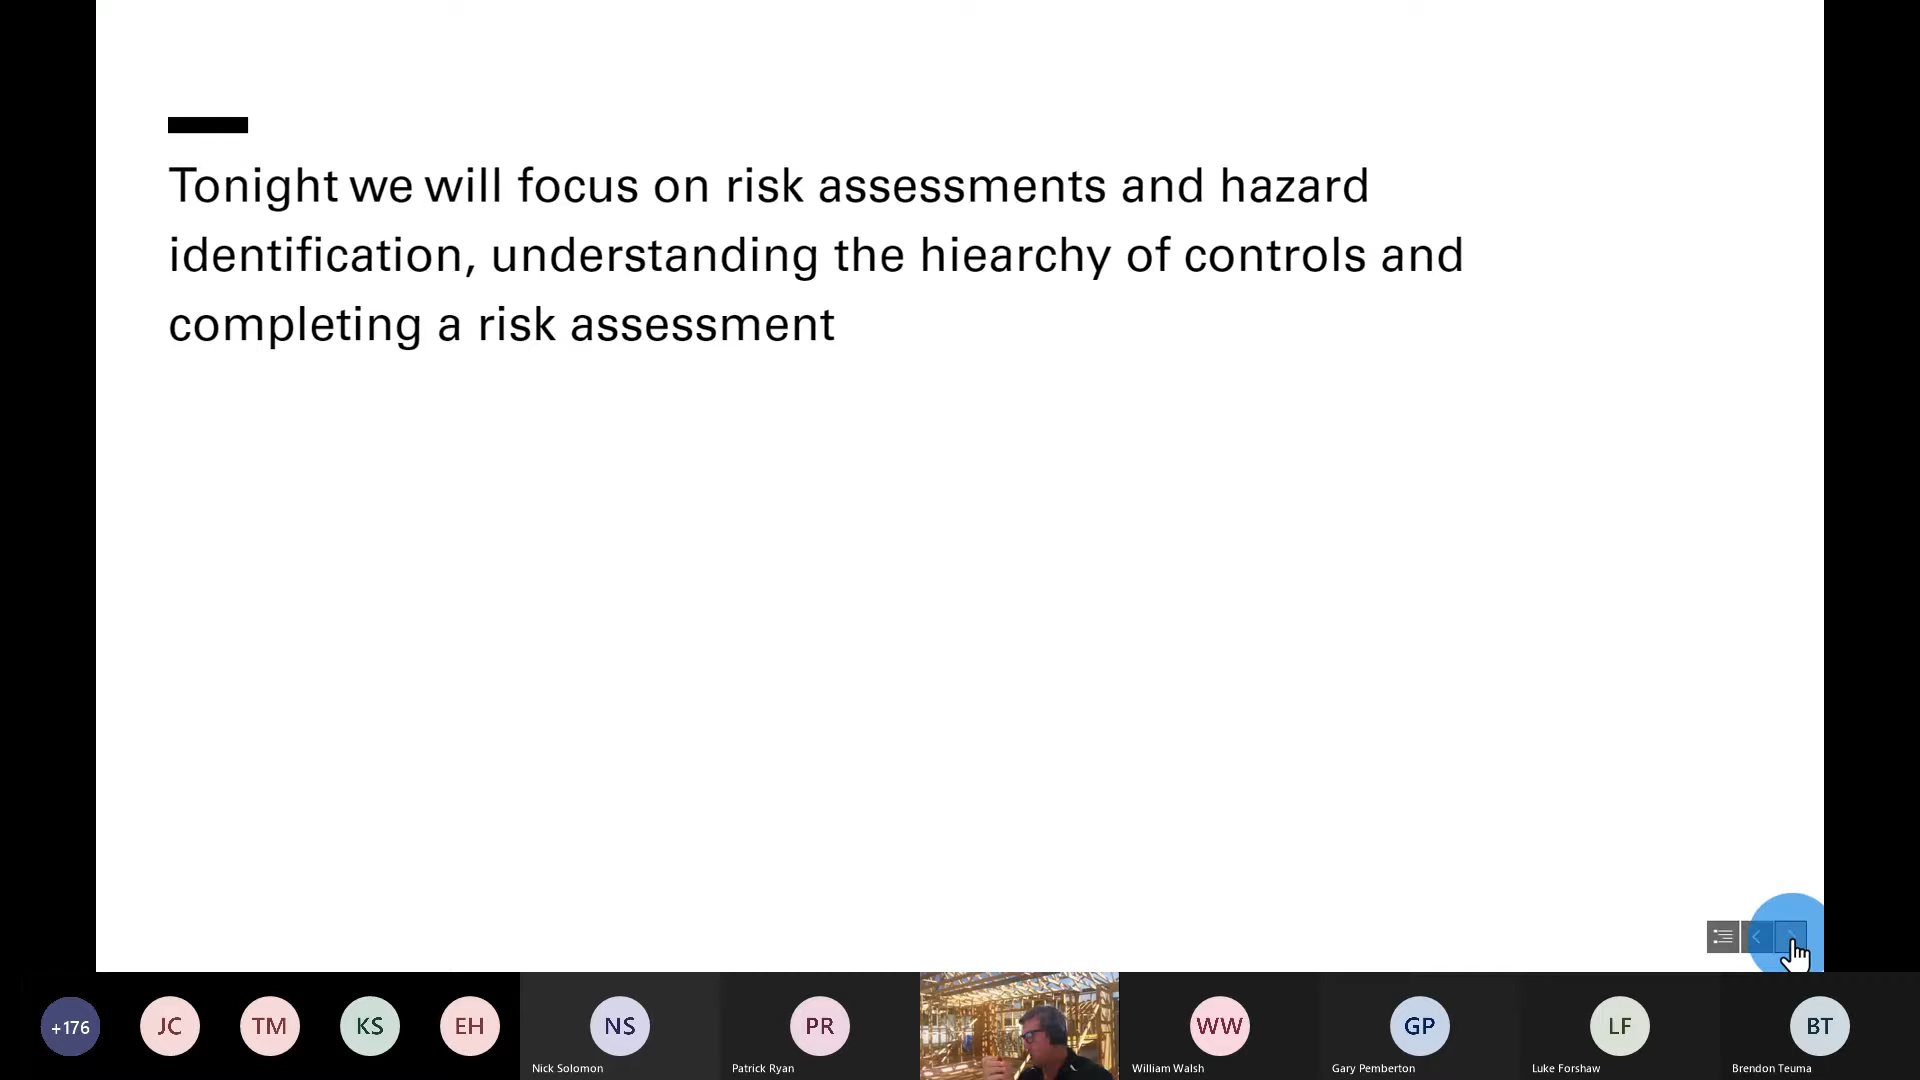 Tonight we will focus on risk assessments and hazard
identification, understanding the hiearchy of controls and
completing a risk assessment
+176
JC
TM
KS
EH
NS
PR
WW
GP
LF
BT
Nick Solomon
Patrick Ryan
William Walsh
Gary Pemberton
Luke Forshaw
Brendon Teuma